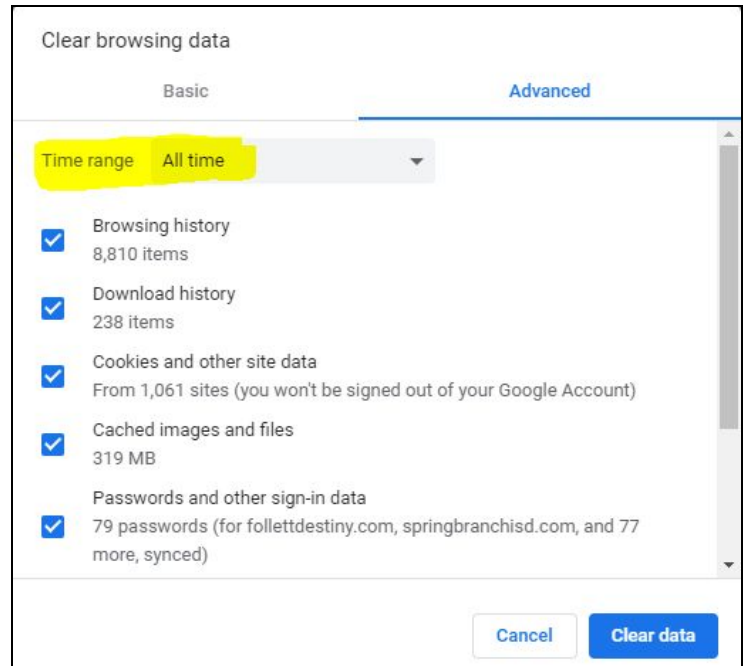 Clear browsing data
Basic
Advanced
Time range
All time
Browsing history
8,810 items
Download history
238 items
Cookies and other site data
From 1,061 sites (you won't be signed out of your Google Account)
Cached images and files
319 MB
Passwords and other sign-in data
79 passwords (for follettdestiny.com, springbranchisd.com, and 77
more, synced)
Cancel
Clear data